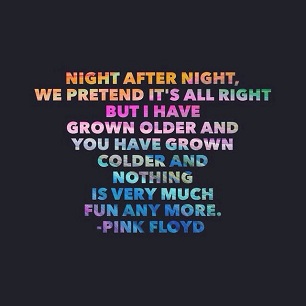 NIGHT AFTER NIGHT,
WE PRETEND IT'S ALL RIGHT
BUT I HAVE
GROWN OLDER AND
YOU HAVE GROWN
COLDER AND
NOTHING
IS VERY MUCH
FUN ANY MORE.
-PINK FLOYD